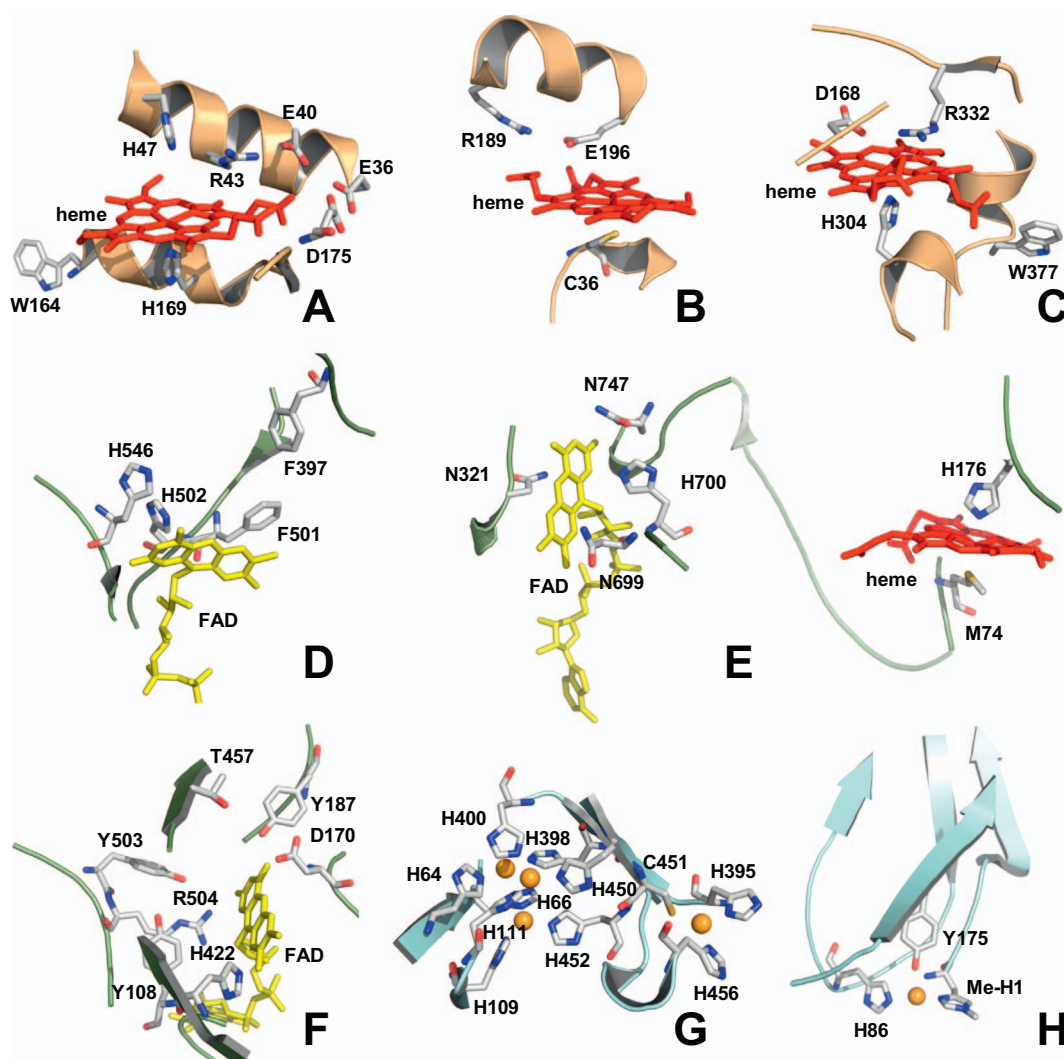 E40
H47
R43
E36
heme
D175
W164
H169
A
R189
E196
heme
C36
B
D168
R332
heme
H304
W377
C
H546
H502
F397
F501
FAD
D
N747
N321
H700
H176
FAD
N699
heme
M74
E
T457
Y187
Y503
D170
R504
H422
FAD
Y108
F
H400
H398
C451
H395
H64
H450
H66
H111
H452
H456
H109
G
Y175
Me-H1
H86
H